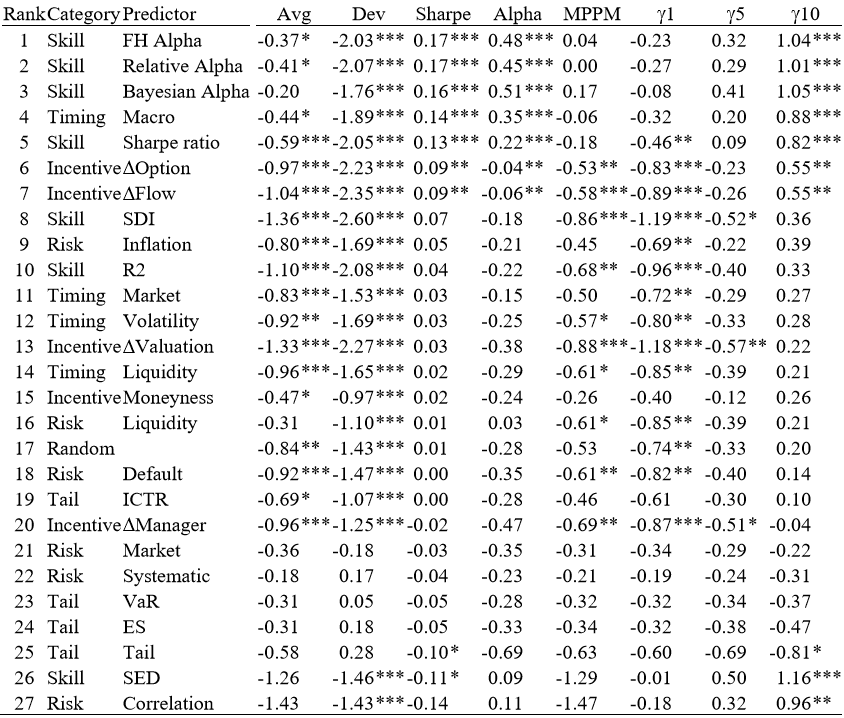 Rank Category Predictor Avg Dev Sharpe Alpha MPPM γ1 γ5 γ10
1 Skill FH Alpha -0.37* -2.03*** 0.17*** 0.48*** 0.04 -0.23 0.32 1.04***
2 Skill Relative Alpha -0.41* -2.07*** 0.17*** 0.45*** 0.00 -0.27 0.29 1.01***
3 Skill Bayesian Alpha -0.20 -1.76*** 0.16*** 0.51*** 0.17 -0.08 0.41 1.05***
4 Timing Macro -0.44* -1.89*** 0.14*** 0.35*** -0.06 -0.32 0.20 0.88***
5 Skill Sharpe ratio -0.59*** -2.05*** 0.13*** 0.22*** -0.18 -0.46** 0.09 0.82***
6 Incentive ΔOption -0.97*** -2.23*** 0.09** -0.04** -0.53** -0.83*** -0.23 0.55**
7 Incentive ΔFlow -1.04*** -2.35*** 0.09** -0.06** -0.58*** -0.89*** -0.26 0.55**
8 Skill SDI -1.36*** -2.60*** 0.07 -0.18 -0.86*** -1.19*** -0.52* 0.36
9 Risk Inflation -0.80*** -1.69*** 0.05 -0.21 -0.45 -0.69** -0.22 0.39
10 Skill R2 -1.10*** -2.08*** 0.04 -0.22 -0.68** -0.96*** -0.40 0.33
11 Timing Market -0.83*** -1.53*** 0.03 -0.15 -0.50 -0.72** -0.29 0.27
12 Timing Volatility -0.92** -1.69*** 0.03 -0.25 -0.57* -0.80** -0.33 0.28
13 Incentive ΔValuation -1.33*** -2.27*** 0.03 -0.38 -0.88*** -1.18*** -0.57** 0.22
14 Timing Liquidity -0.96*** -1.65*** 0.02 -0.29 -0.61* -0.85** -0.39 0.21
15 Incentive Moneyness -0.47* -0.97*** 0.02 -0.24 -0.26 -0.40 -0.12 0.26
16 Risk Liquidity -0.31 -1.10*** 0.01 0.03 -0.61* -0.85** -0.39 0.21
17 Random -0.84** -1.43*** 0.01 -0.28 -0.53 -0.74** -0.33 0.20
18 Risk Default -0.92*** -1.47*** 0.00 -0.35 -0.61** -0.82** -0.40 0.14
19 Tail ICTR -0.69* -1.07*** 0.00 -0.28 -0.46 -0.61 -0.30 0.10
20 Incentive ΔManager -0.96*** -1.25*** -0.02 -0.47 -0.69** -0.87*** -0.51* -0.04
21 Risk Market -0.36 -0.18 -0.03 -0.35 -0.31 -0.34 -0.29 -0.22
22 Risk Systematic -0.18 0.17 -0.04 -0.23 -0.21 -0.19 -0.24 -0.31
23 Tail VaR -0.31 0.05 -0.05 -0.28 -0.32 -0.32 -0.34 -0.37
24 Tail ES -0.31 0.18 -0.05 -0.33 -0.34 -0.32 -0.38 -0.47
25 Tail Tail -0.58 0.28 -0.10* -0.69 -0.63 -0.60 -0.69 -0.81*
26 Skill SED -1.26 -1.46*** -0.11* 0.09 -1.29 -0.01 0.50 1.16***
27 Risk Correlation -1.43 -1.43*** -0.14 0.11 -1.47 -0.18 0.32 0.96**